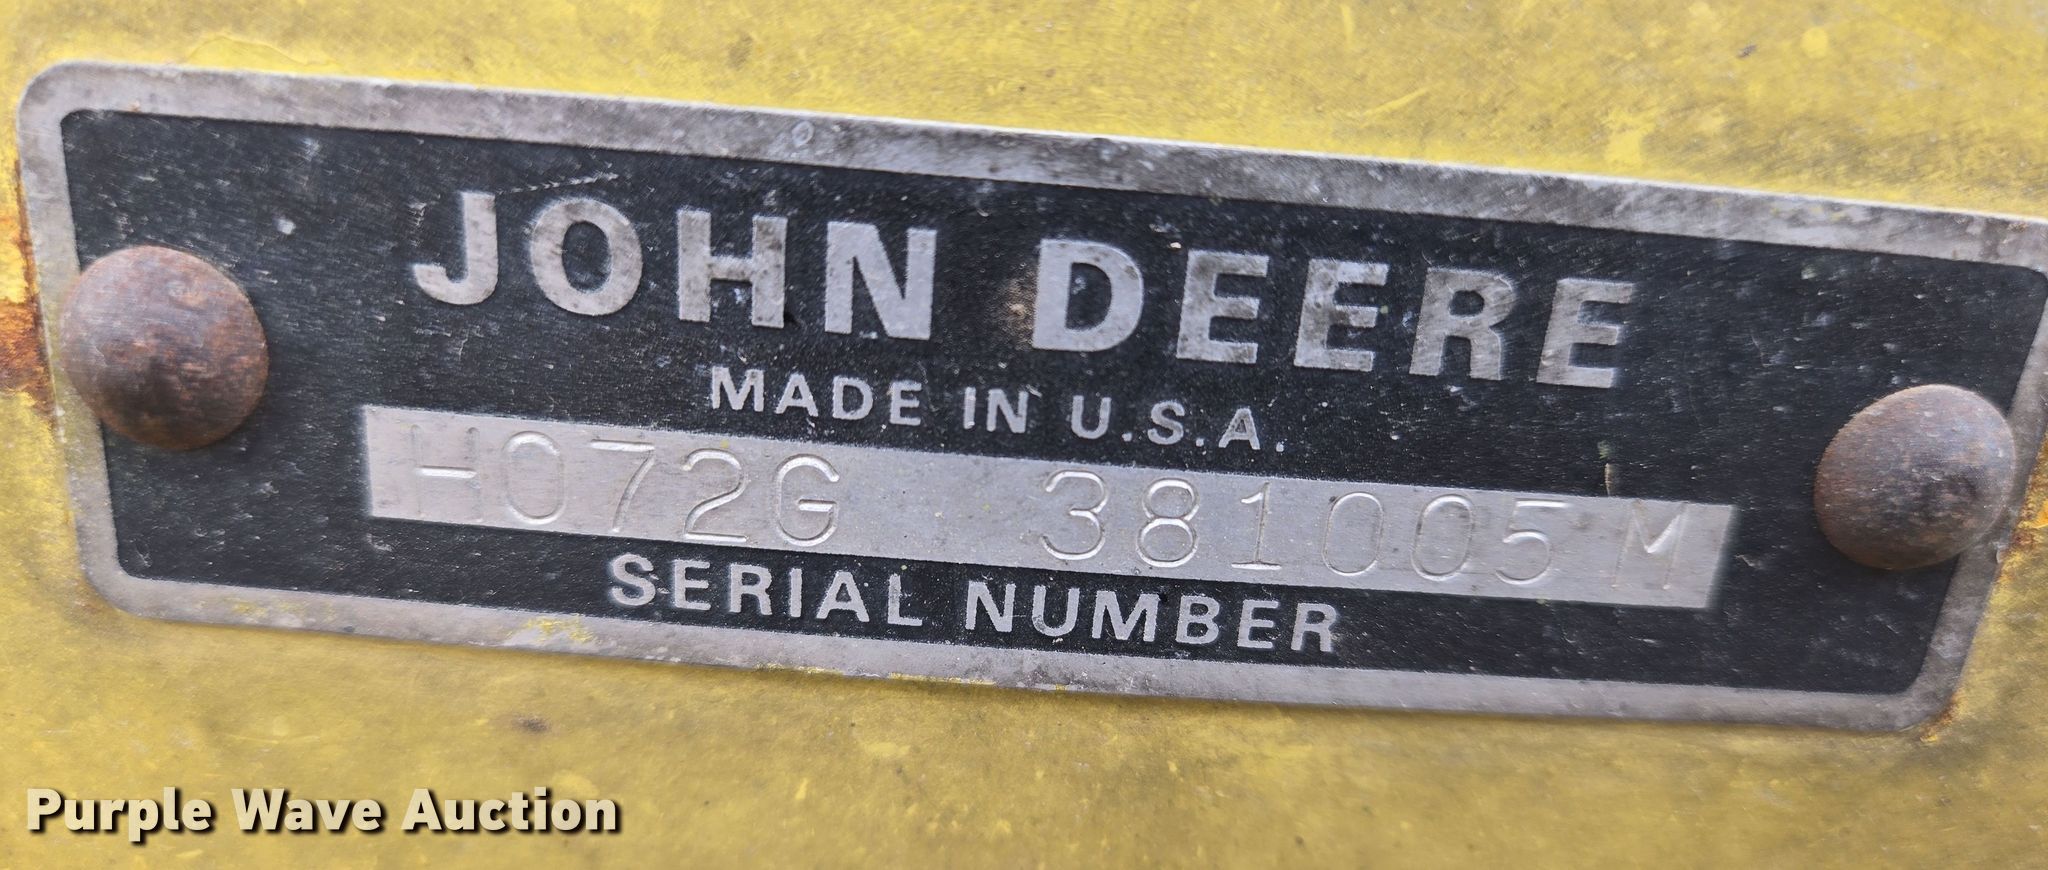 JOHN DEERE
MADE IN U.S.A.
H072G 381005M
SERIAL NUMBER
Purple Wave Auction